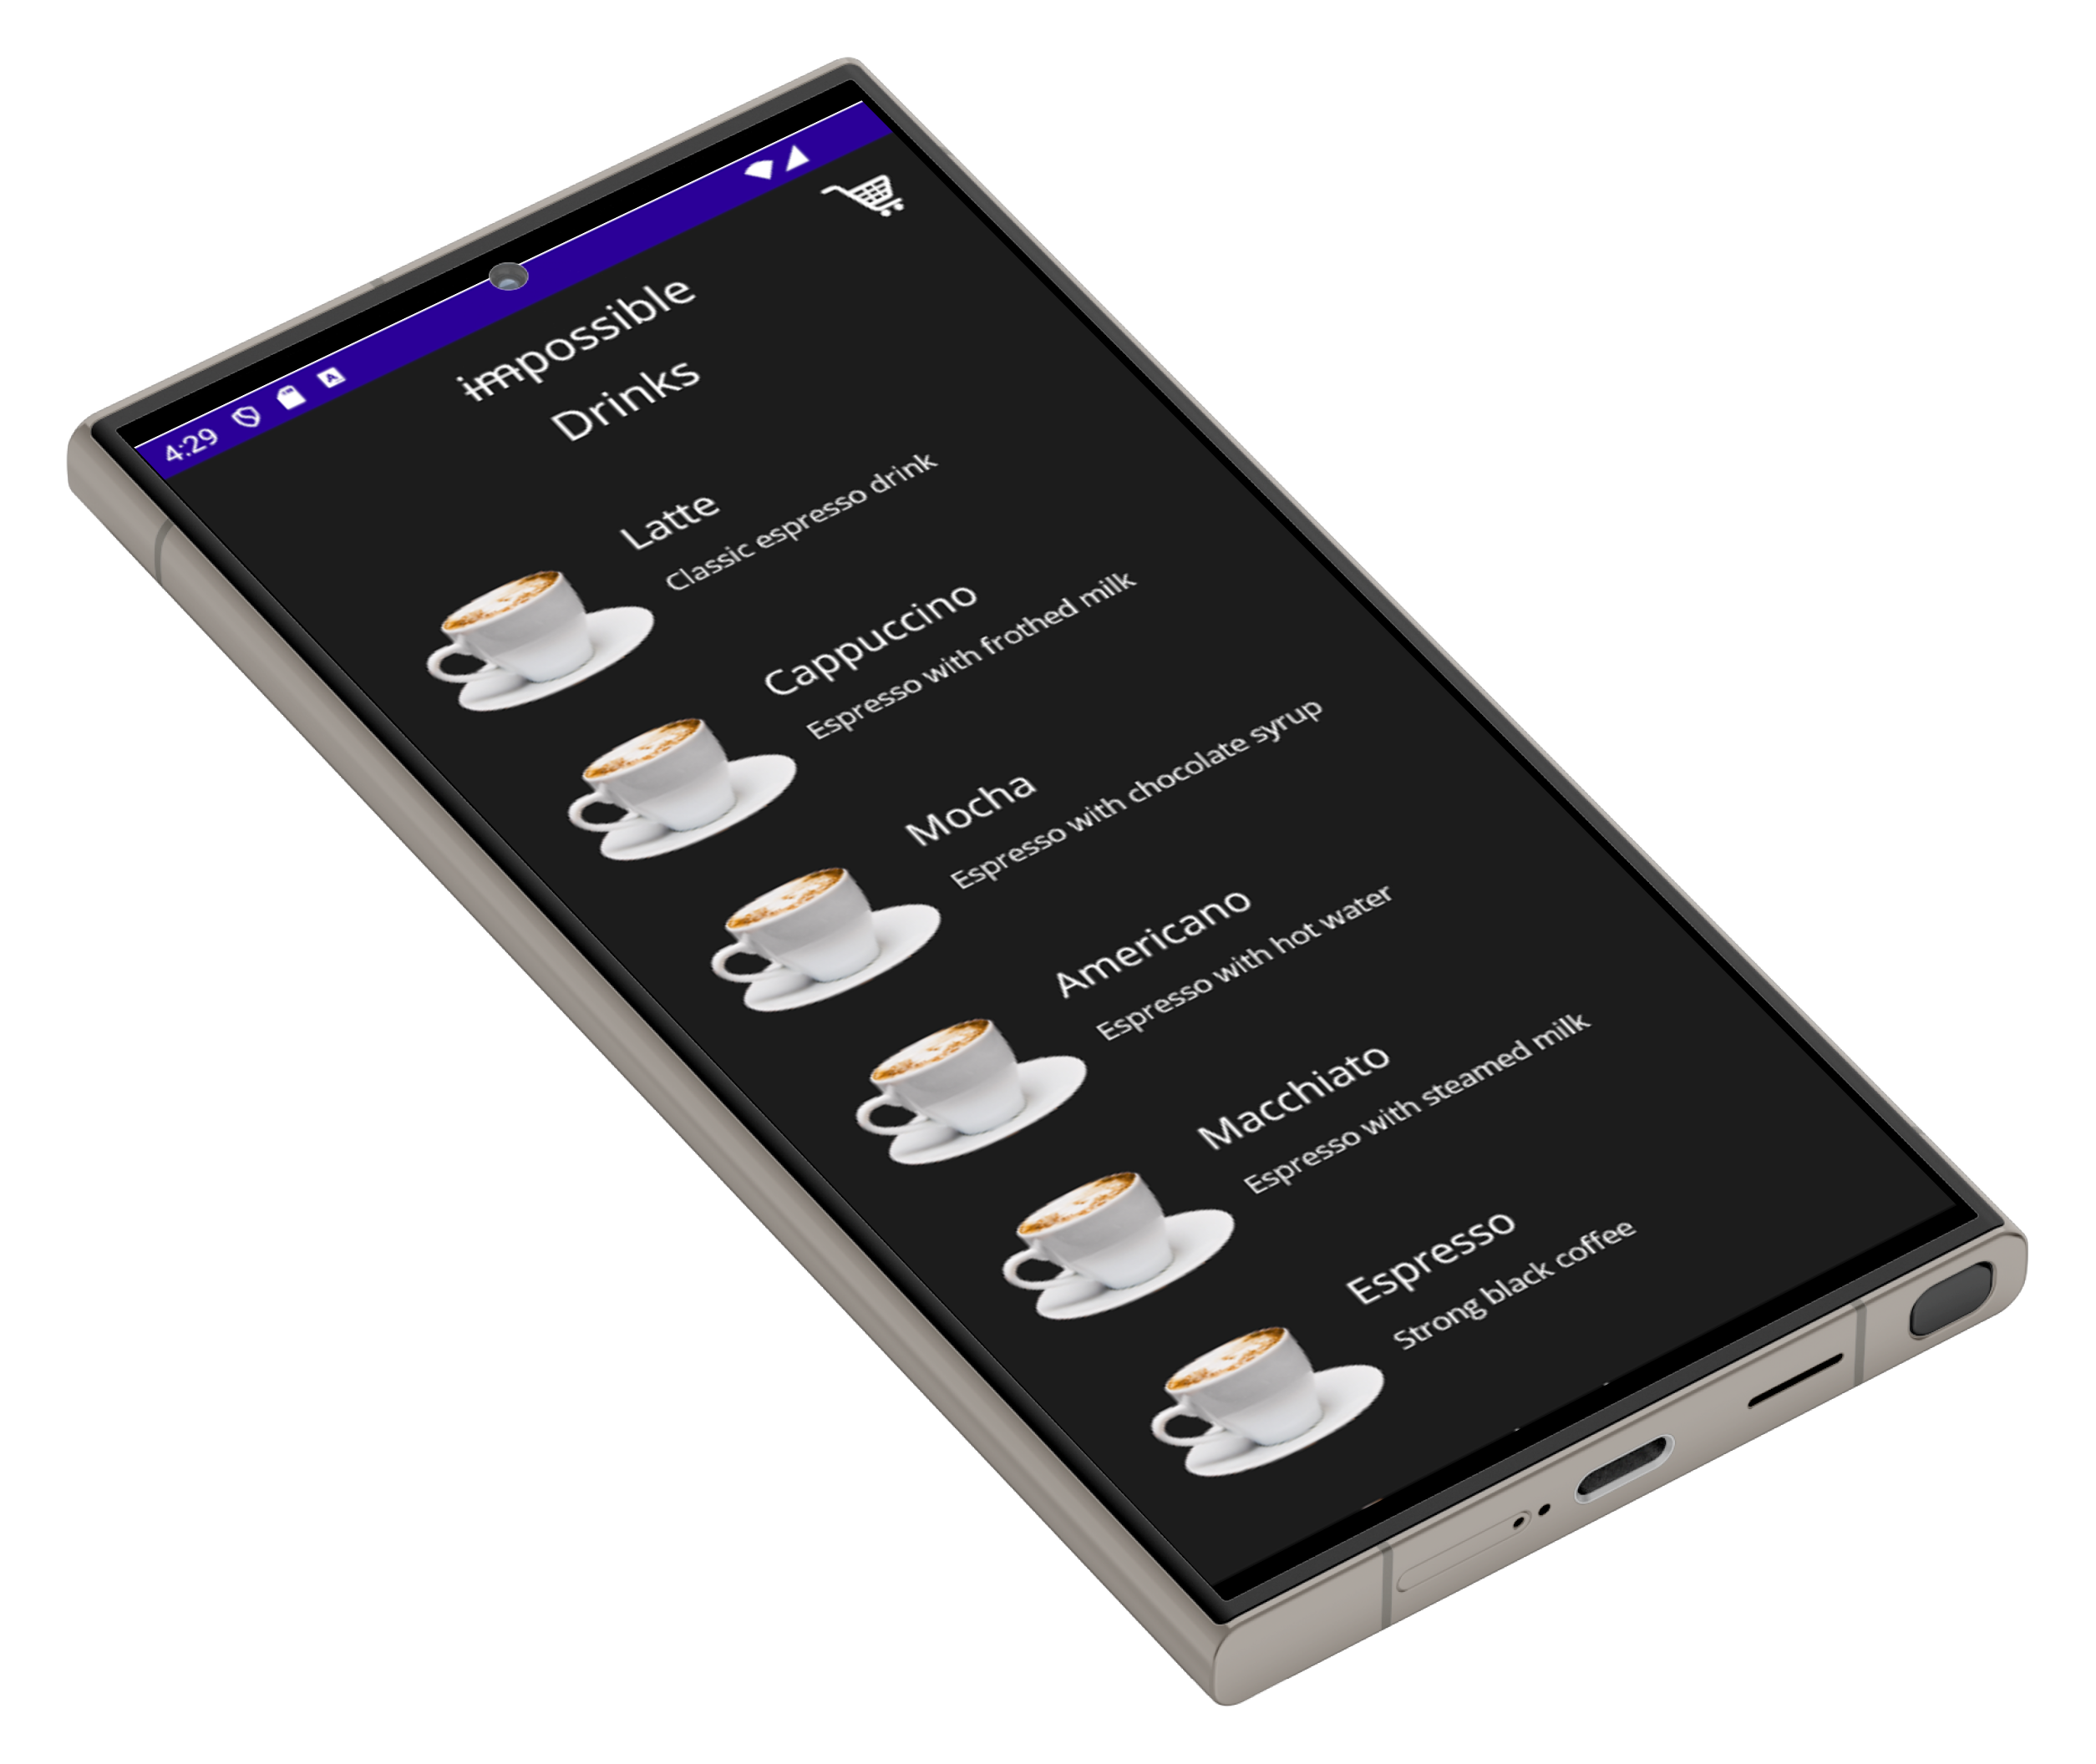 4:29
impossible
Drinks
Latte
Classic espresso drink
Cappuccino
Espresso with frothed milk
Mocha
Espresso with chocolate syrup
Americano
Espresso with hot water
Macchiato
Espresso with steamed milk
Espresso
Strong black coffee